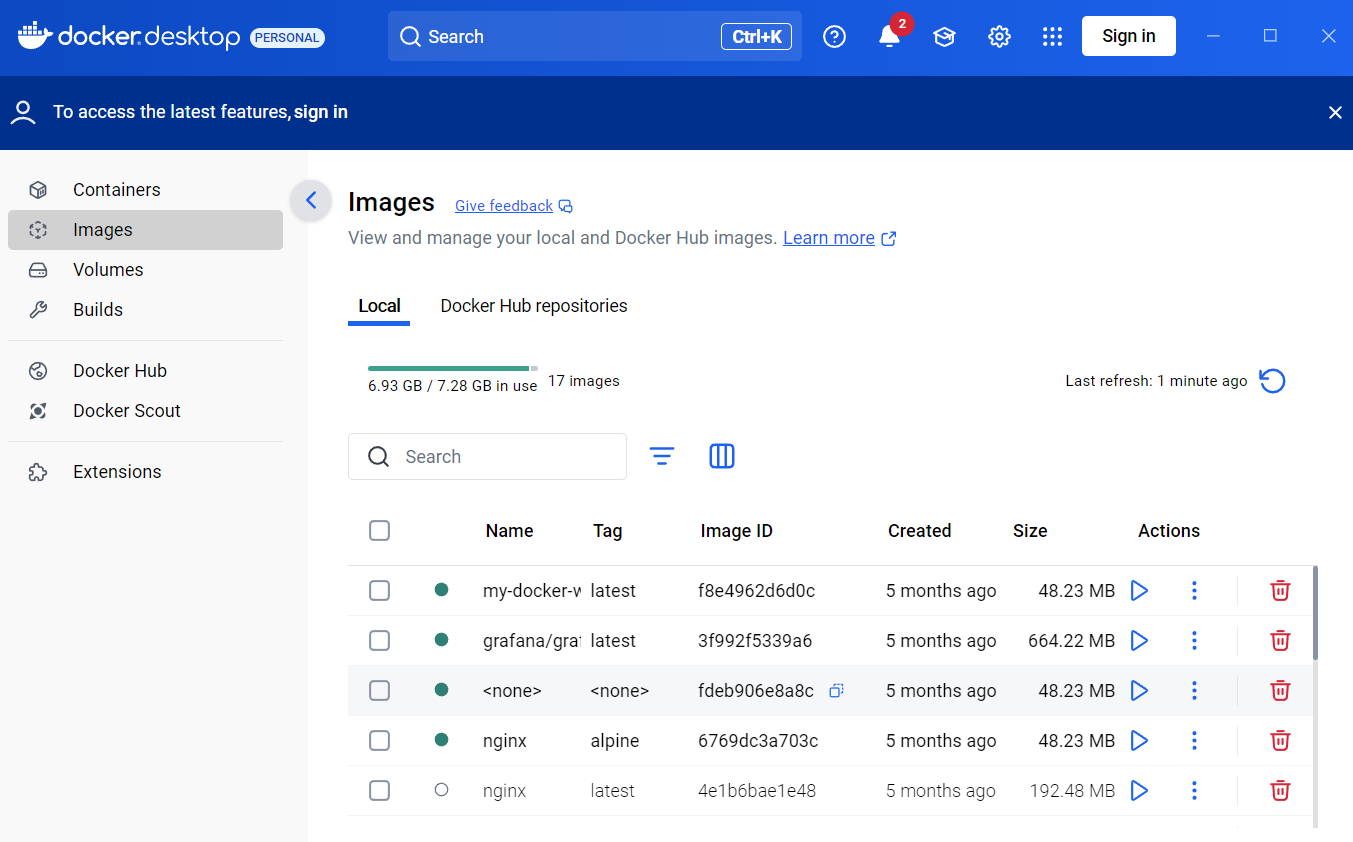 docker.desktop PERSONAL Search Ctrl+K 2 Sign in
To access the latest features, sign in
Containers
Images
Volumes
Builds
Docker Hub
Docker Scout
Extensions
Images Give feedback
View and manage your local and Docker Hub images. Learn more
Local Docker Hub repositories
6.93 GB / 7.28 GB in use 17 images Last refresh: 1 minute ago
Search
Name Tag Image ID Created Size Actions
my-docker-w latest f8e4962d6d0c 5 months ago 48.23 MB
grafana/graf latest 3f992f5339a6 5 months ago 664.22 MB
<none> <none> fdeb906e8a8c 5 months ago 48.23 MB
nginx alpine 6769dc3a703c 5 months ago 48.23 MB
nginx latest 4e1b6bae1e48 5 months ago 192.48 MB